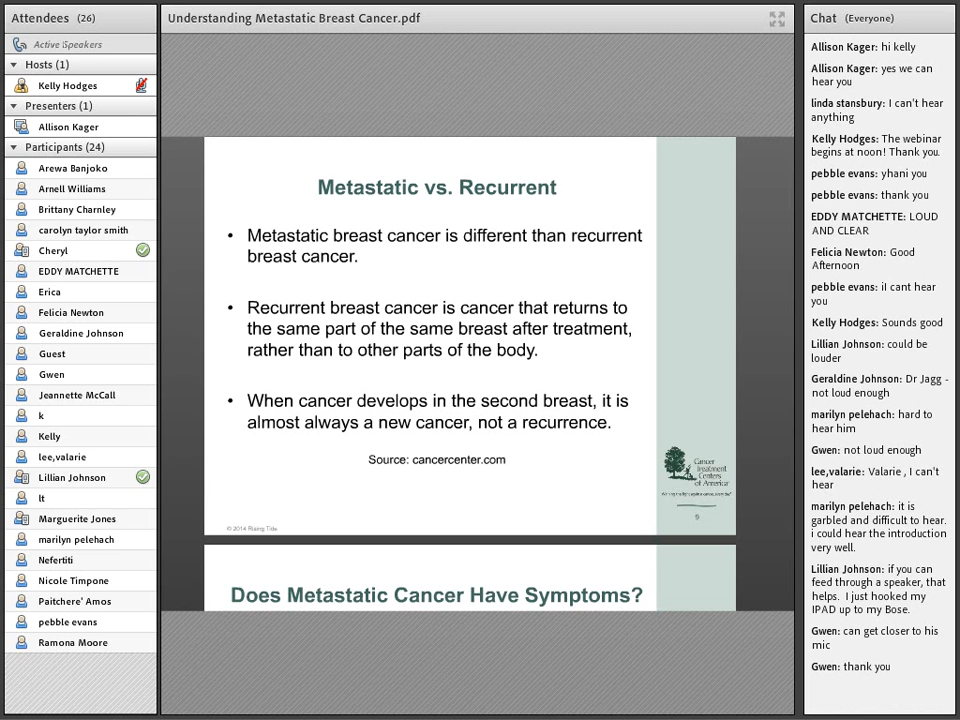 Attendees (26)
Active Speakers
Hosts (1)
Kelly Hodges
Presenters (1)
Allison Kager
Participants (24)
Arewa Banjoko
Arnell Williams
Brittany Charnley
carolyn taylor smith
Cheryl
EDDY MATCHETTE
Erica
Felicia Newton
Geraldine Johnson
Guest
Gwen
Jeannette McCall
k
Kelly
lee,valarie
Lillian Johnson
lt
Marguerite Jones
marilyn pelehach
Nefertiti
Nicole Timpone
Paitchere' Amos
pebble evans
Ramona Moore
Understanding Metastatic Breast Cancer.pdf
Metastatic vs. Recurrent
• Metastatic breast cancer is different than recurrent
breast cancer.
• Recurrent breast cancer is cancer that returns to
the same part of the same breast after treatment,
rather than to other parts of the body.
• When cancer develops in the second breast, it is
almost always a new cancer, not a recurrence.
Source: cancercenter.com
Cancer
Treatment
Centers
of America
9
© 2014 Rising Tide
Does Metastatic Cancer Have Symptoms?
Chat (Everyone)
Allison Kager: hi kelly
Allison Kager: yes we can
hear you
linda stansbury: I can't hear
anything
Kelly Hodges: The webinar
begins at noon! Thank you.
pebble evans: yhani you
pebble evans: thank you
EDDY MATCHETTE: LOUD
AND CLEAR
Felicia Newton: Good
Afternoon
pebble evans: iI cant hear
you
Kelly Hodges: Sounds good
Lillian Johnson: could be
louder
Geraldine Johnson: Dr Jagg -
not loud enough
marilyn pelehach: hard to
hear him
Gwen: not loud enough
lee,valarie: Valarie , I can't
hear
marilyn pelehach: it is
garbled and difficult to hear.
i could hear the introduction
very well.
Lillian Johnson: if you can
feed through a speaker, that
helps. I just hooked my
IPAD up to my Bose.
Gwen: can get closer to his
mic
Gwen: thank you